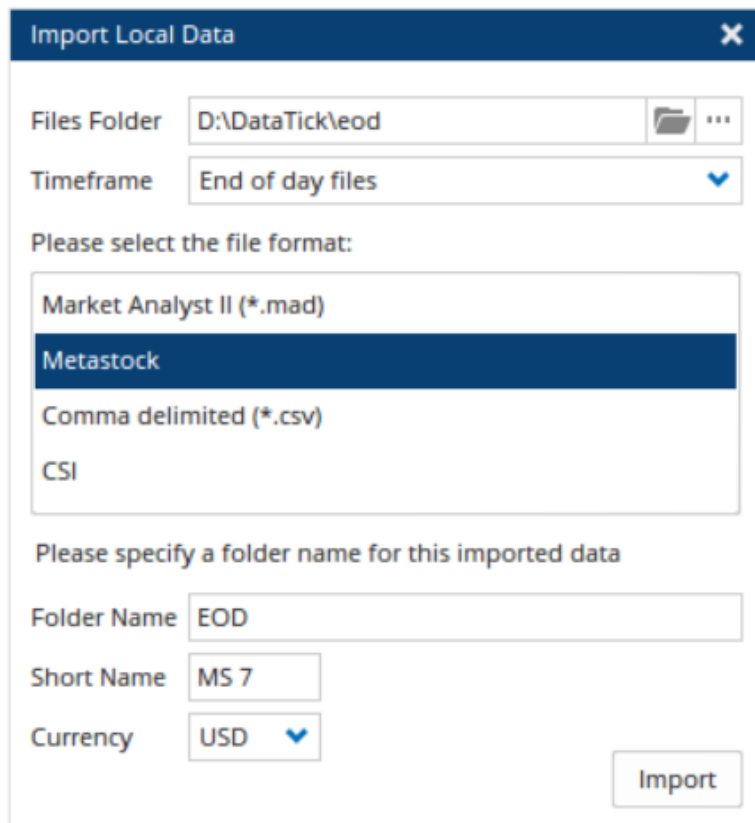 Import Local Data
Files Folder D:\DataTick\eod ...
Timeframe End of day files
Please select the file format:
Market Analyst II (*.mad)
Metastock
Comma delimited (*.csv)
CSI
Please specify a folder name for this imported data
Folder Name EOD
Short Name MS 7
Currency USD
Import